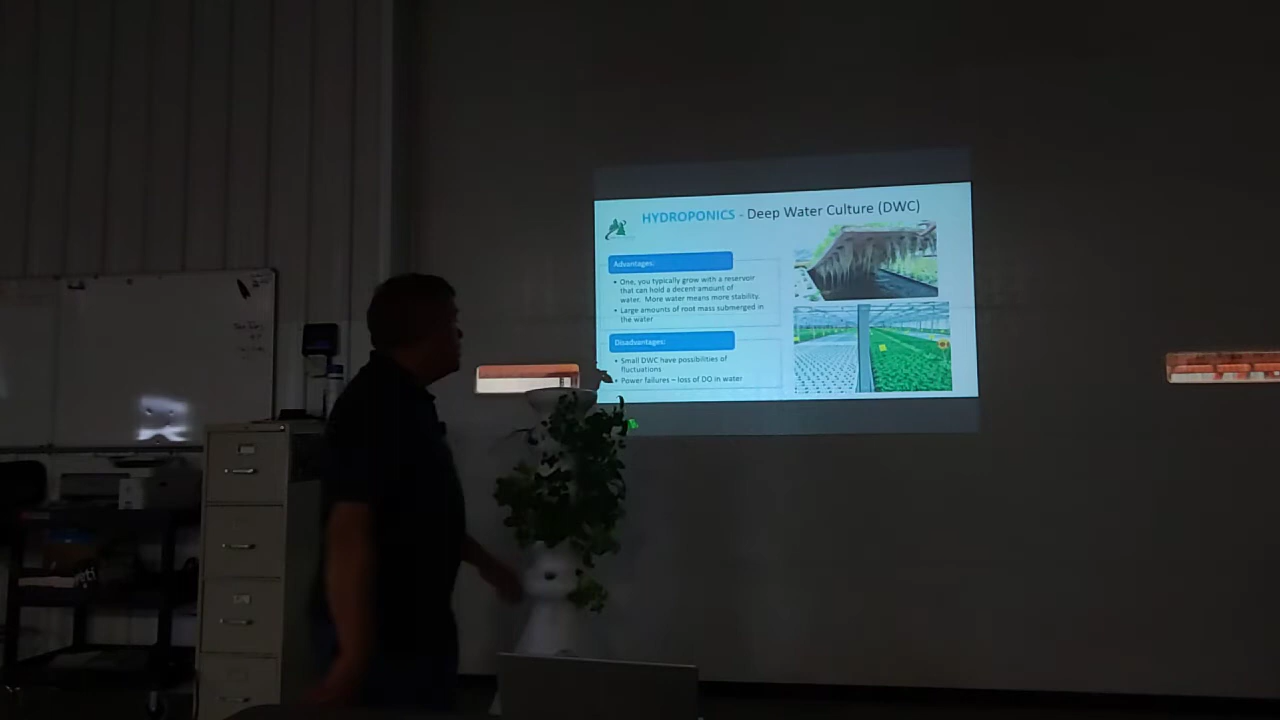 HYDROPONICS - Deep Water Culture (DWC)
Advantages:
• One, you typically grow with a reservoir
that can hold a decent amount of
water. More water means more stability.
• Large amounts of root mass submerged in
the water
Disadvantages:
• Small DWC have possibilities of
fluctuations
• Power failures – loss of DO in water